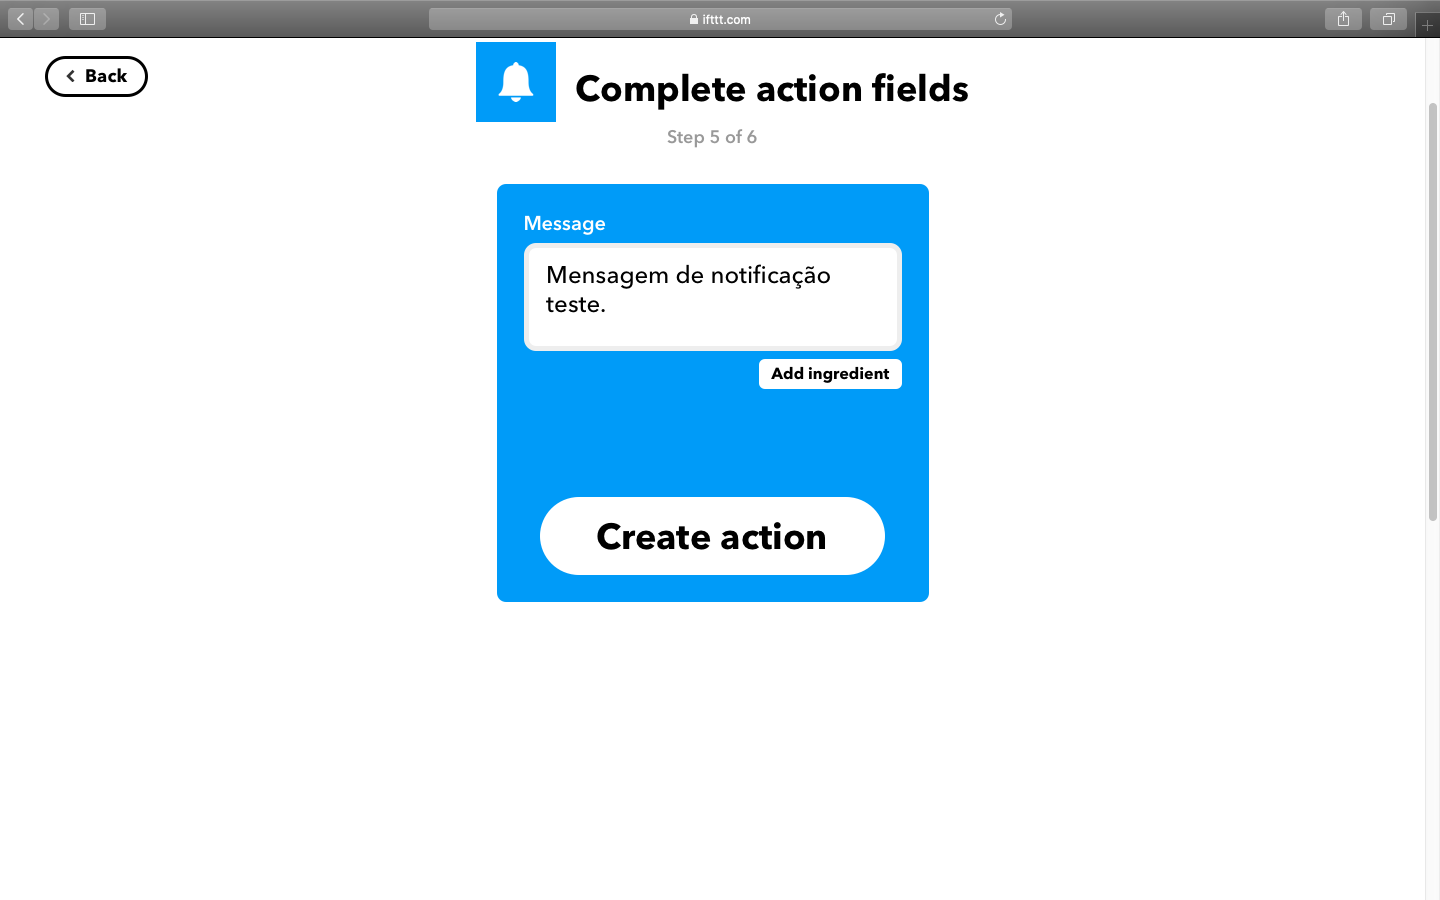 ifttt.com
Back
Complete action fields
Step 5 of 6
Message
Mensagem de notificação
teste.
Add ingredient
Create action